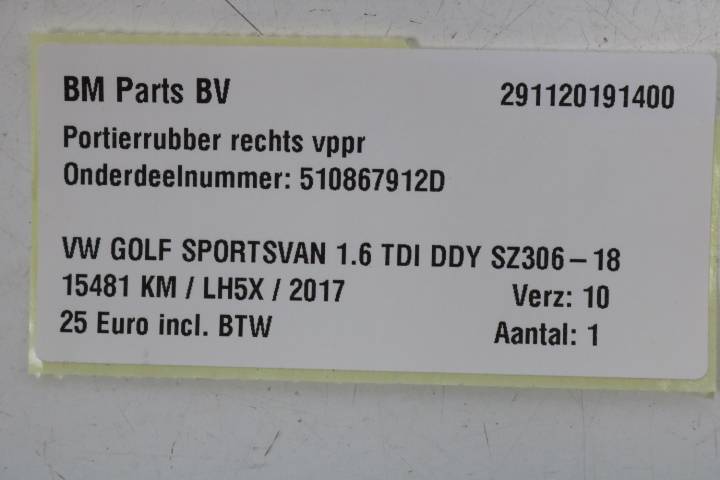 BM Parts BV 291120191400
Portierrubber rechts vppr
Onderdeelnummer: 510867912D
VW GOLF SPORTSVAN 1.6 TDI DDY SZ306-18
15481 KM / LH5X / 2017 Verz: 10
25 Euro incl. BTW Aantal: 1